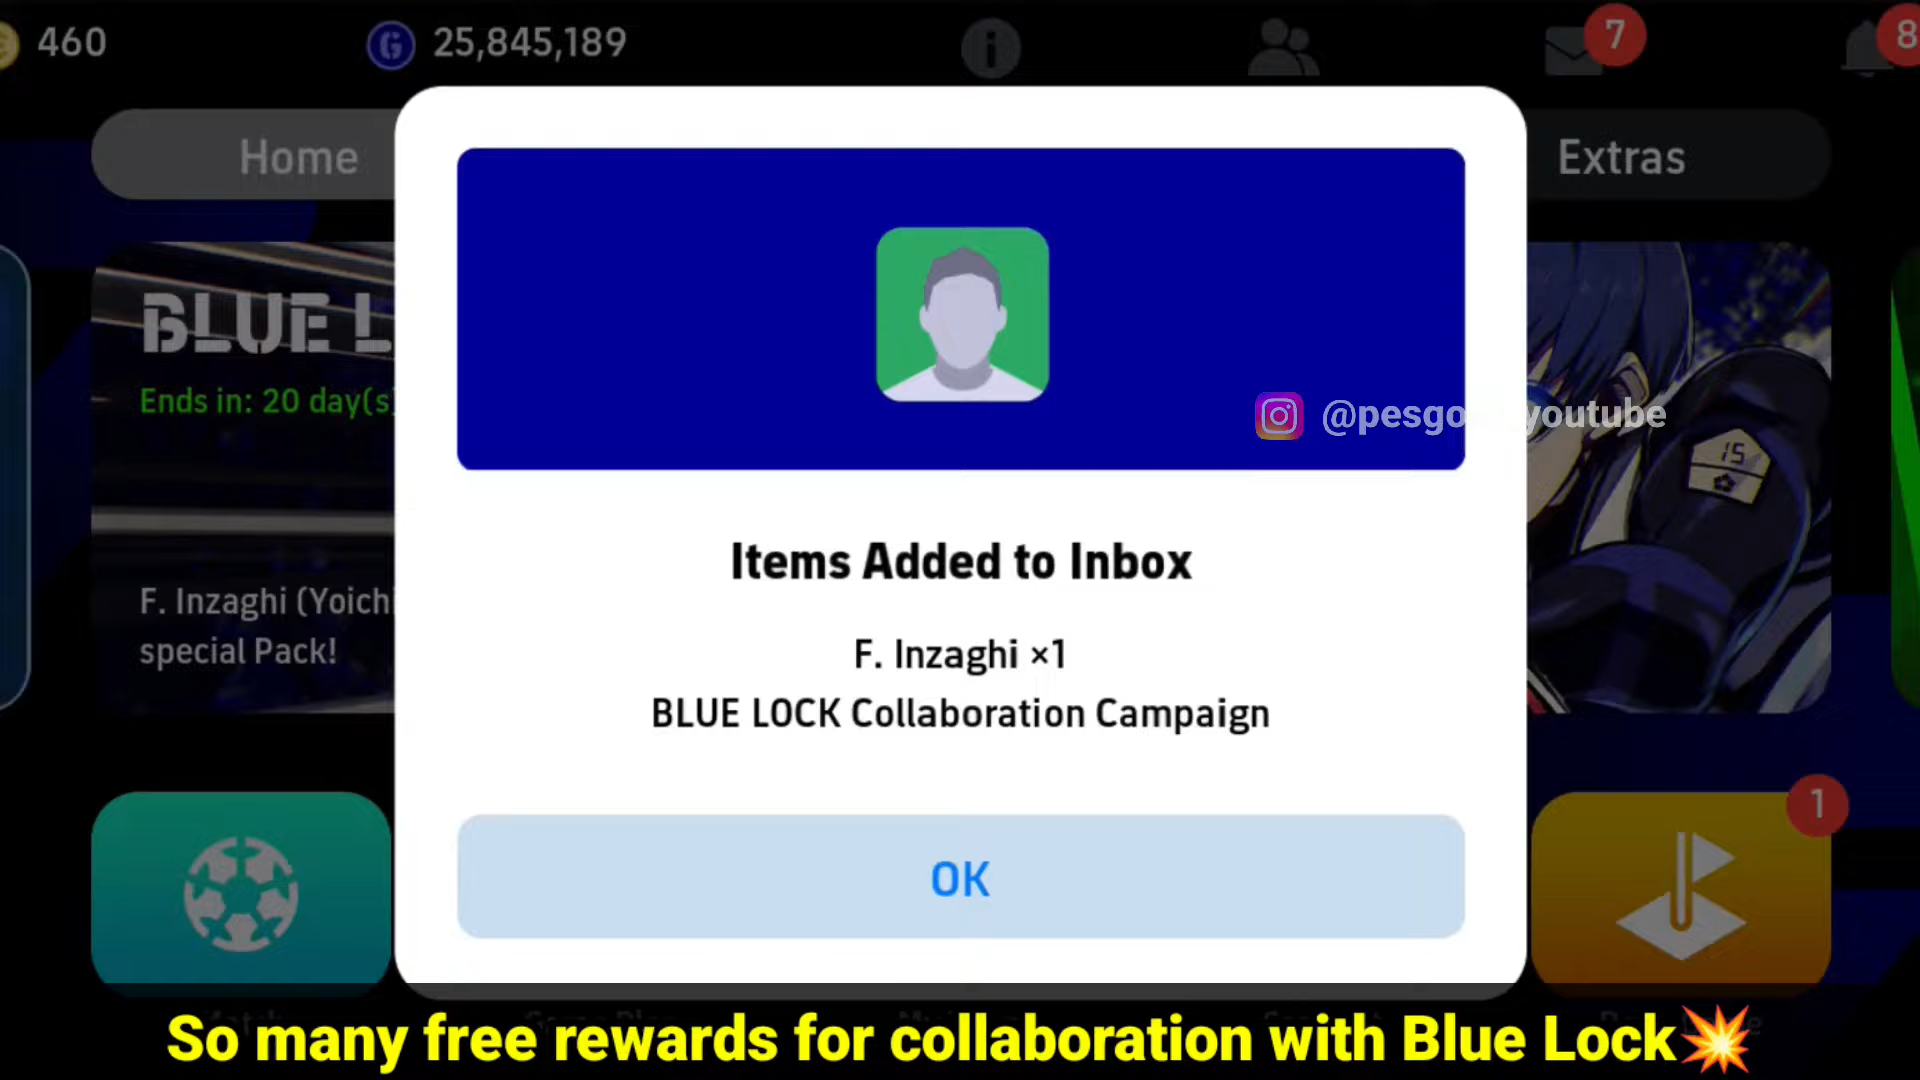 460
25,845,189
7
8
Home
Extras
BLUE L
Ends in: 20 day(s)
@pesgo youtube
15
F. Inzaghi (Yoichi
special Pack!
Items Added to Inbox
F. Inzaghi ×1
BLUE LOCK Collaboration Campaign
OK
1
So many free rewards for collaboration with Blue Lock💥